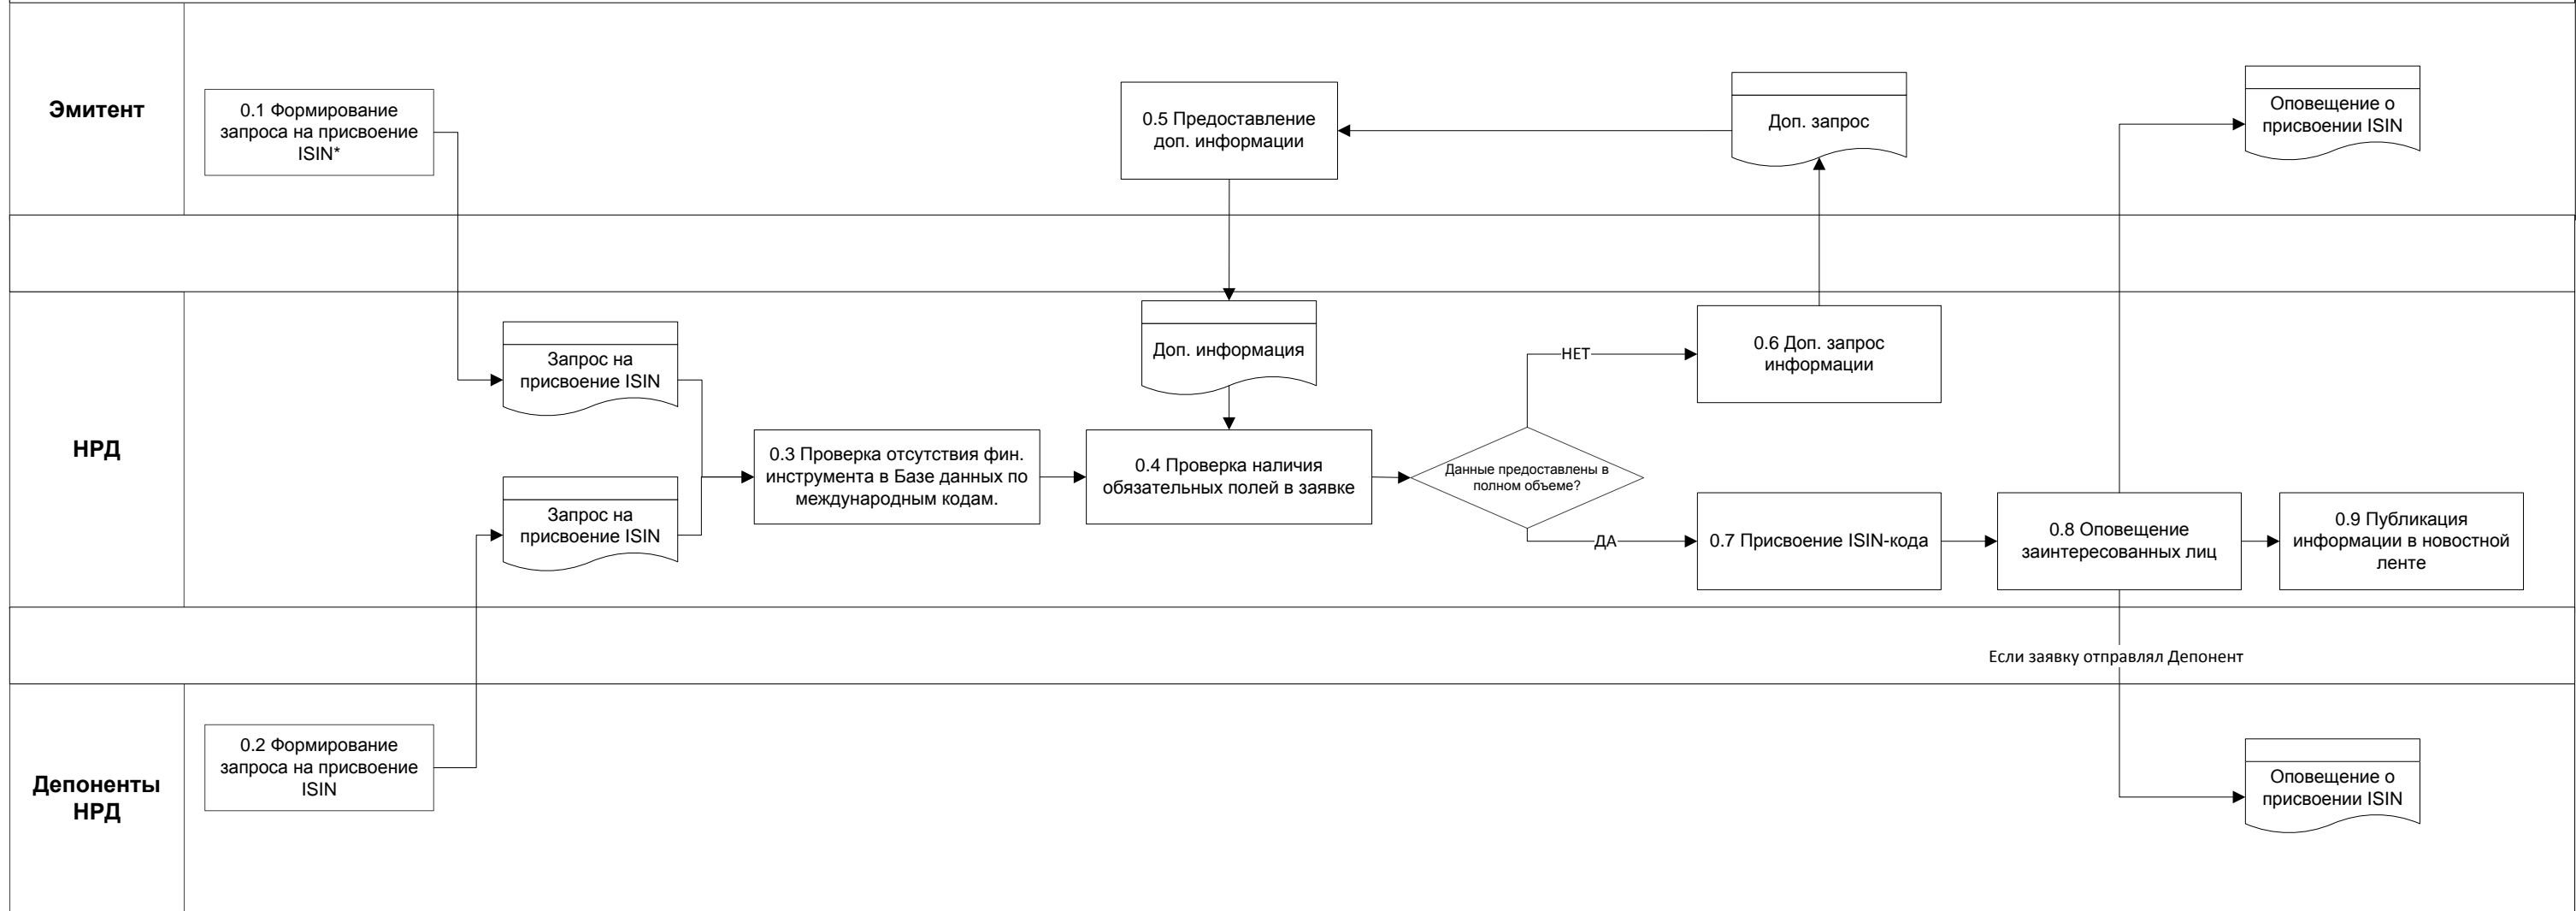 Эмитент
0.1 Формирование
запроса на присвоение
ISIN*
0.5 Предоставление
доп. информации
Доп. запрос
Оповещение о
присвоении ISIN
НРД
Запрос на
присвоение ISIN
Запрос на
присвоение ISIN
0.3 Проверка отсутствия фин.
инструмента в Базе данных по
международным кодам.
Доп. информация
0.4 Проверка наличия
обязательных полей в заявке
Данные предоставлены в
полном объеме?
НЕТ
0.6 Доп. запрос
информации
ДА
0.7 Присвоение ISIN-кода
0.8 Оповещение
заинтересованных лиц
0.9 Публикация
информации в новостной
ленте
Если заявку отправлял Депонент
Депоненты
НРД
0.2 Формирование
запроса на присвоение
ISIN
Оповещение о
присвоении ISIN